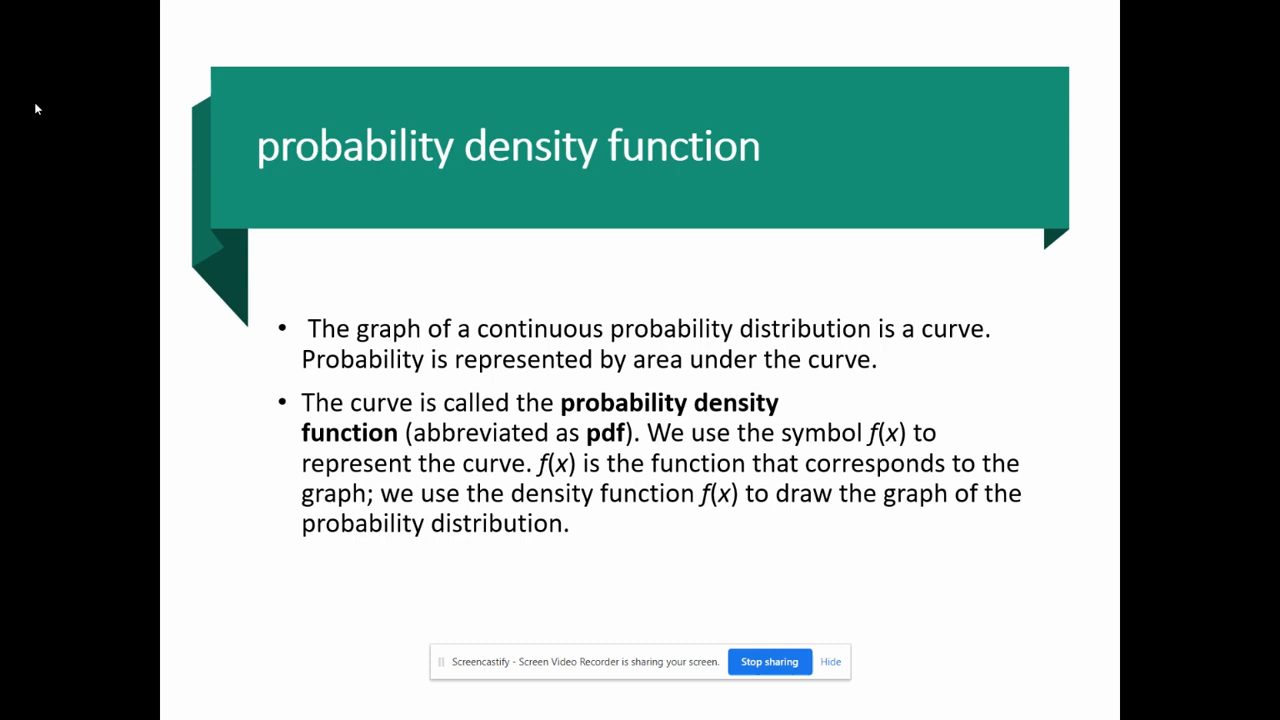 probability density function
• The graph of a continuous probability distribution is a curve.
Probability is represented by area under the curve.
• The curve is called the probability density
function (abbreviated as pdf). We use the symbol f(x) to
represent the curve. f(x) is the function that corresponds to the
graph; we use the density function f(x) to draw the graph of the
probability distribution.
Screencastify - Screen Video Recorder is sharing your screen. Stop sharing Hide